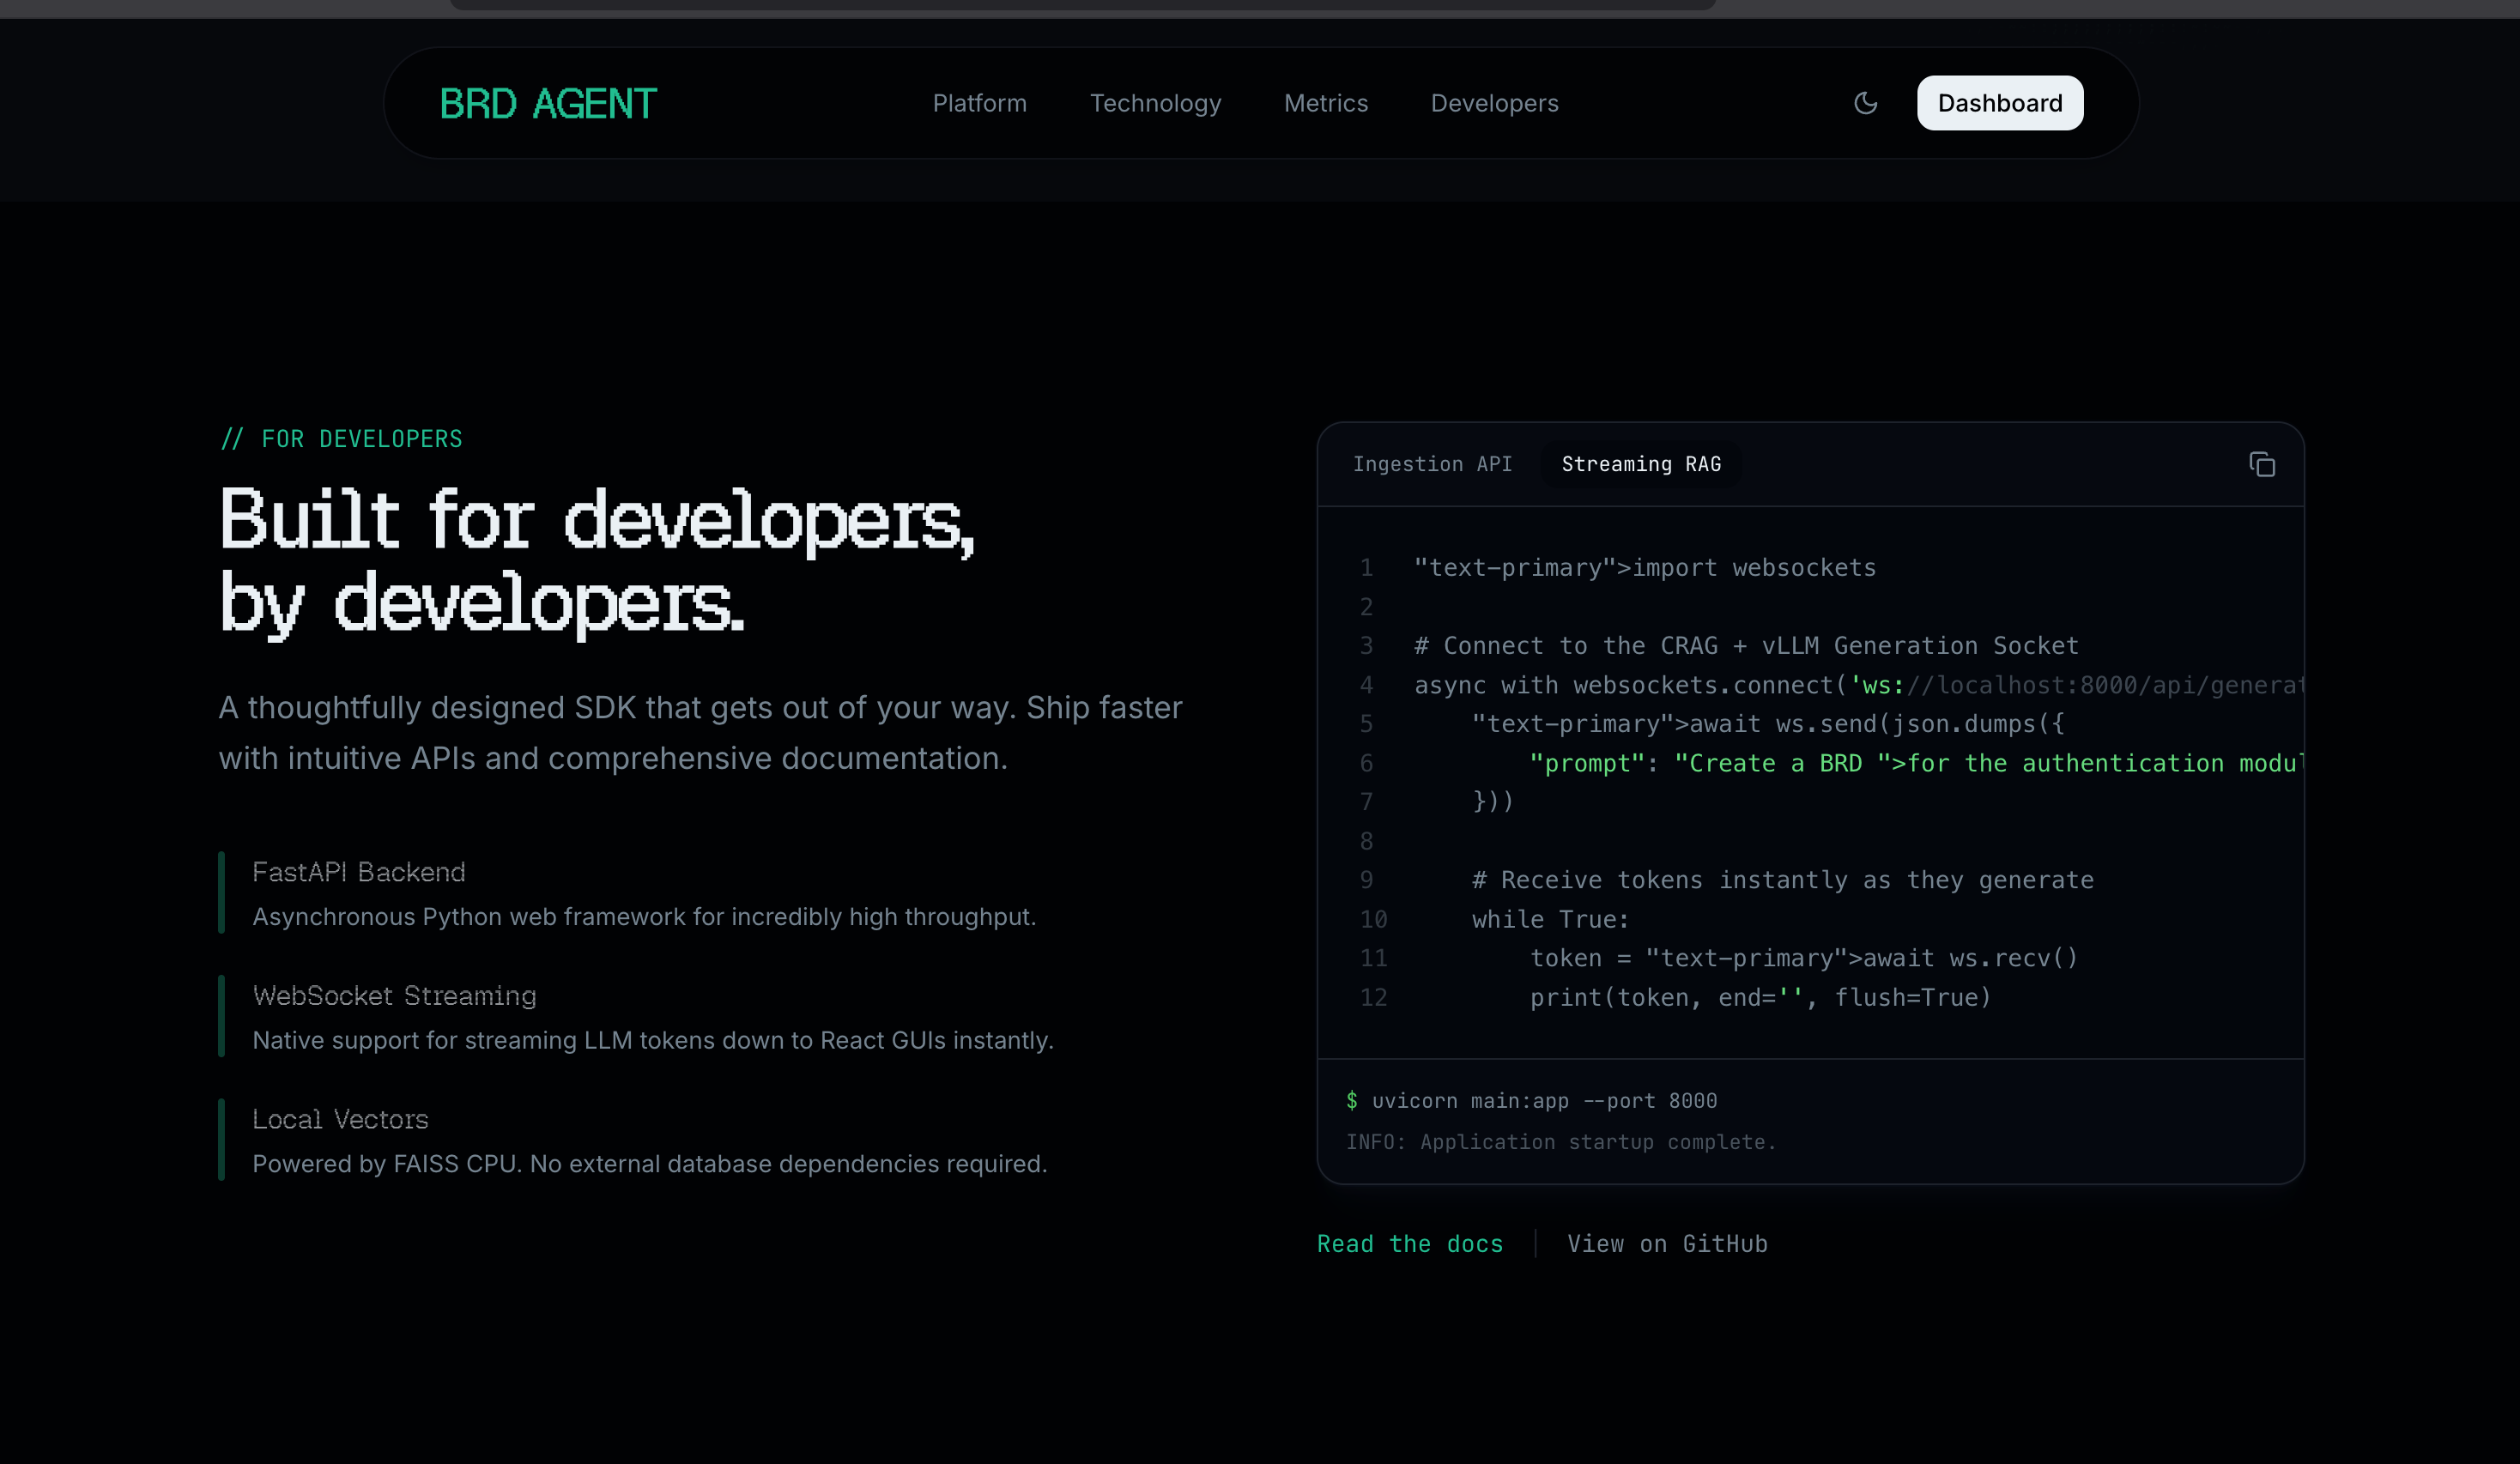 BRD AGENT
Platform
Technology
Metrics
Developers
Dashboard
// FOR DEVELOPERS
Built for developers,
by developers.
A thoughtfully designed SDK that gets out of your way. Ship faster
with intuitive APIs and comprehensive documentation.
FastAPI Backend
Asynchronous Python web framework for incredibly high throughput.
WebSocket Streaming
Native support for streaming LLM tokens down to React GUIs instantly.
Local Vectors
Powered by FAISS CPU. No external database dependencies required.
Ingestion API
Streaming RAG
1 "text-primary">import websockets
2
3 # Connect to the CRAG + vLLM Generation Socket
4 async with websockets.connect('ws://localhost:8000/api/generat
5     "text-primary">await ws.send(json.dumps({
6         "prompt": "Create a BRD ">for the authentication modul
7     }))
8
9     # Receive tokens instantly as they generate
10     while True:
11         token = "text-primary">await ws.recv()
12         print(token, end='', flush=True)
$ uvicorn main:app --port 8000
INFO: Application startup complete.
Read the docs
View on GitHub